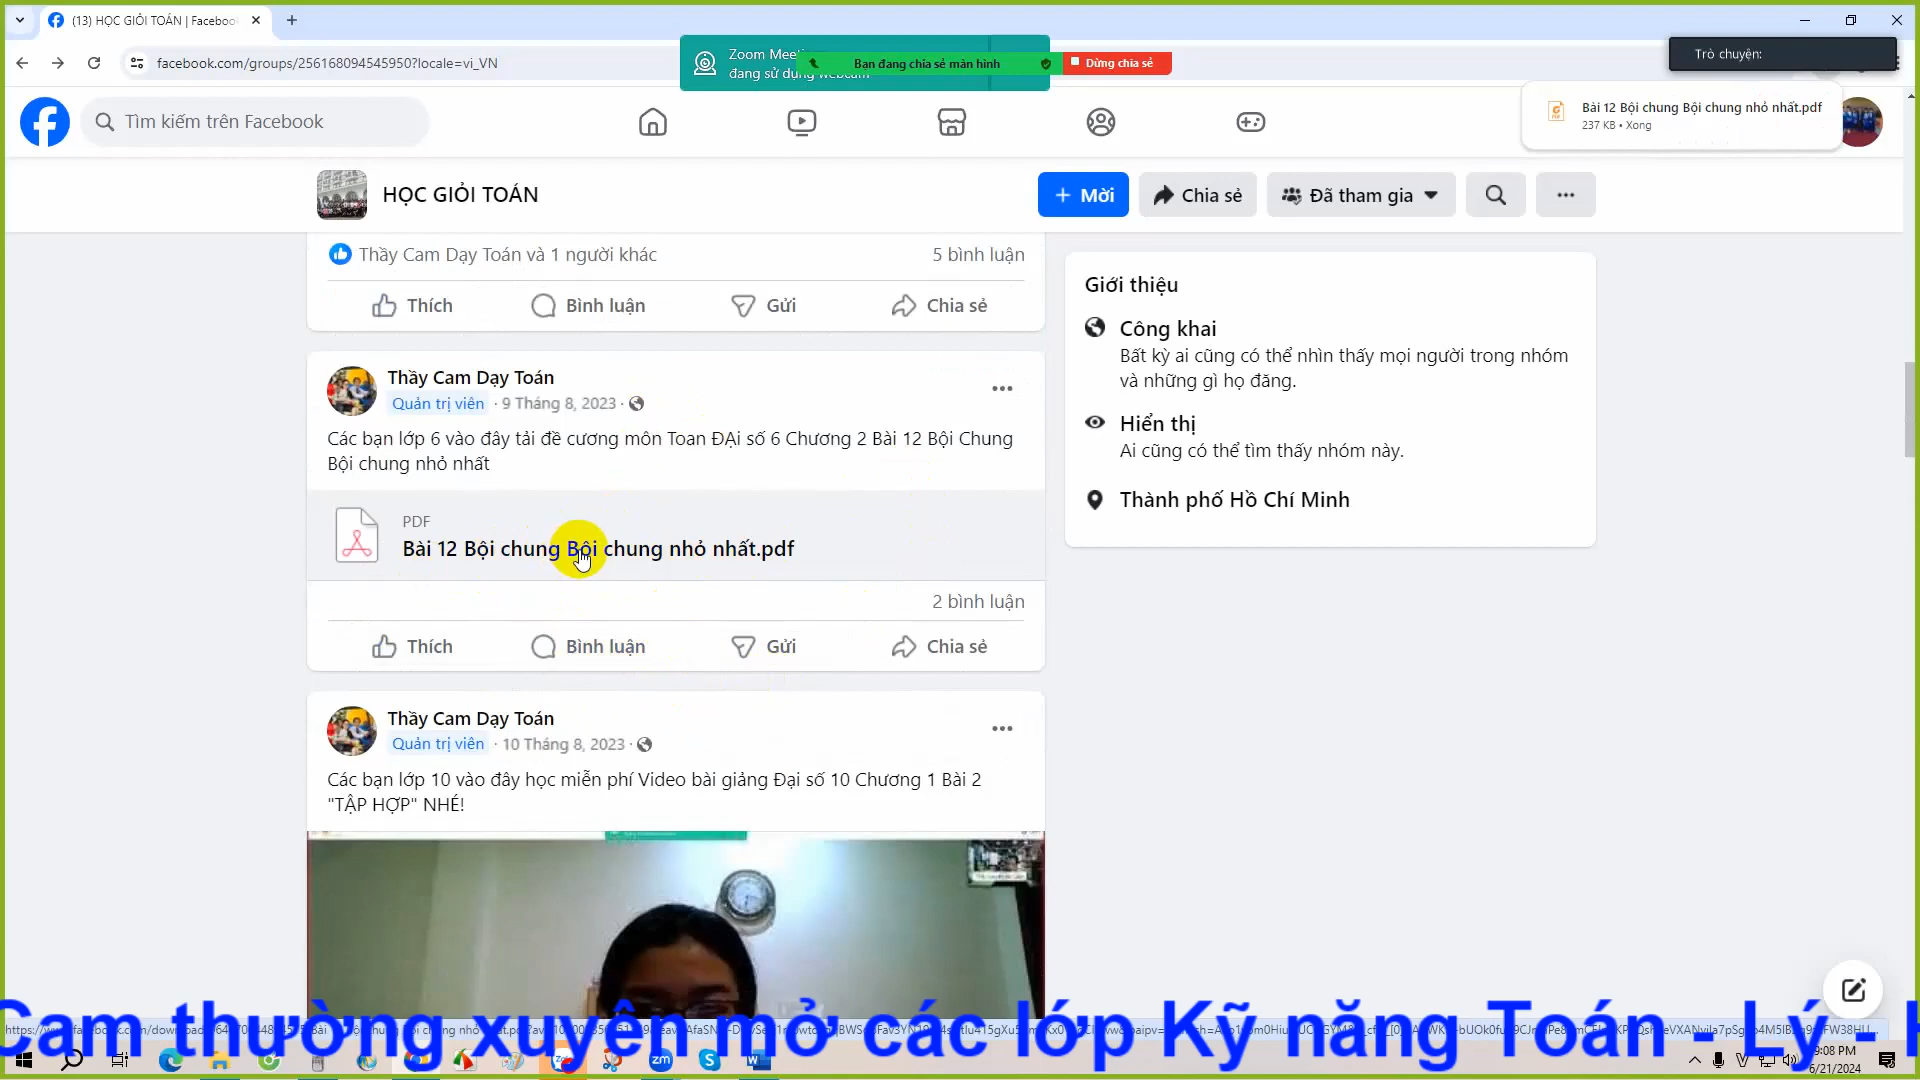 (13) HỌC GIỎI TOÁN | Facebook
facebook.com/groups/256168094545950?locale=vi_VN
Zoom Meeti
đang sử dụng webcam
Bạn đang chia sẻ màn hình
Dừng chia sẻ
Trò chuyện:
Bài 12 Bội chung Bội chung nhỏ nhất.pdf
237 KB • Xong
Tìm kiếm trên Facebook
HỌC GIỎI TOÁN
Mời
Chia sẻ
Đã tham gia
Thầy Cam Dạy Toán và 1 người khác
5 bình luận
Thích
Bình luận
Gửi
Chia sẻ
Thầy Cam Dạy Toán
Quản trị viên · 9 Tháng 8, 2023 ·
Các bạn lớp 6 vào đây tải đề cương môn Toan ĐẠi số 6 Chương 2 Bài 12 Bội Chung
Bội chung nhỏ nhất
PDF
Bài 12 Bội chung Bội chung nhỏ nhất.pdf
2 bình luận
Thích
Bình luận
Gửi
Chia sẻ
Thầy Cam Dạy Toán
Quản trị viên · 10 Tháng 8, 2023 ·
Các bạn lớp 10 vào đây học miễn phí Video bài giảng Đại số 10 Chương 1 Bài 2
"TẬP HỢP" NHÉ!
Giới thiệu
Công khai
Bất kỳ ai cũng có thể nhìn thấy mọi người trong nhóm
và những gì họ đăng.
Hiển thị
Ai cũng có thể tìm thấy nhóm này.
Thành phố Hồ Chí Minh
Cam thường xuyên mở các lớp Kỹ năng Toán - Lý - H
9:08 PM
6/21/2024